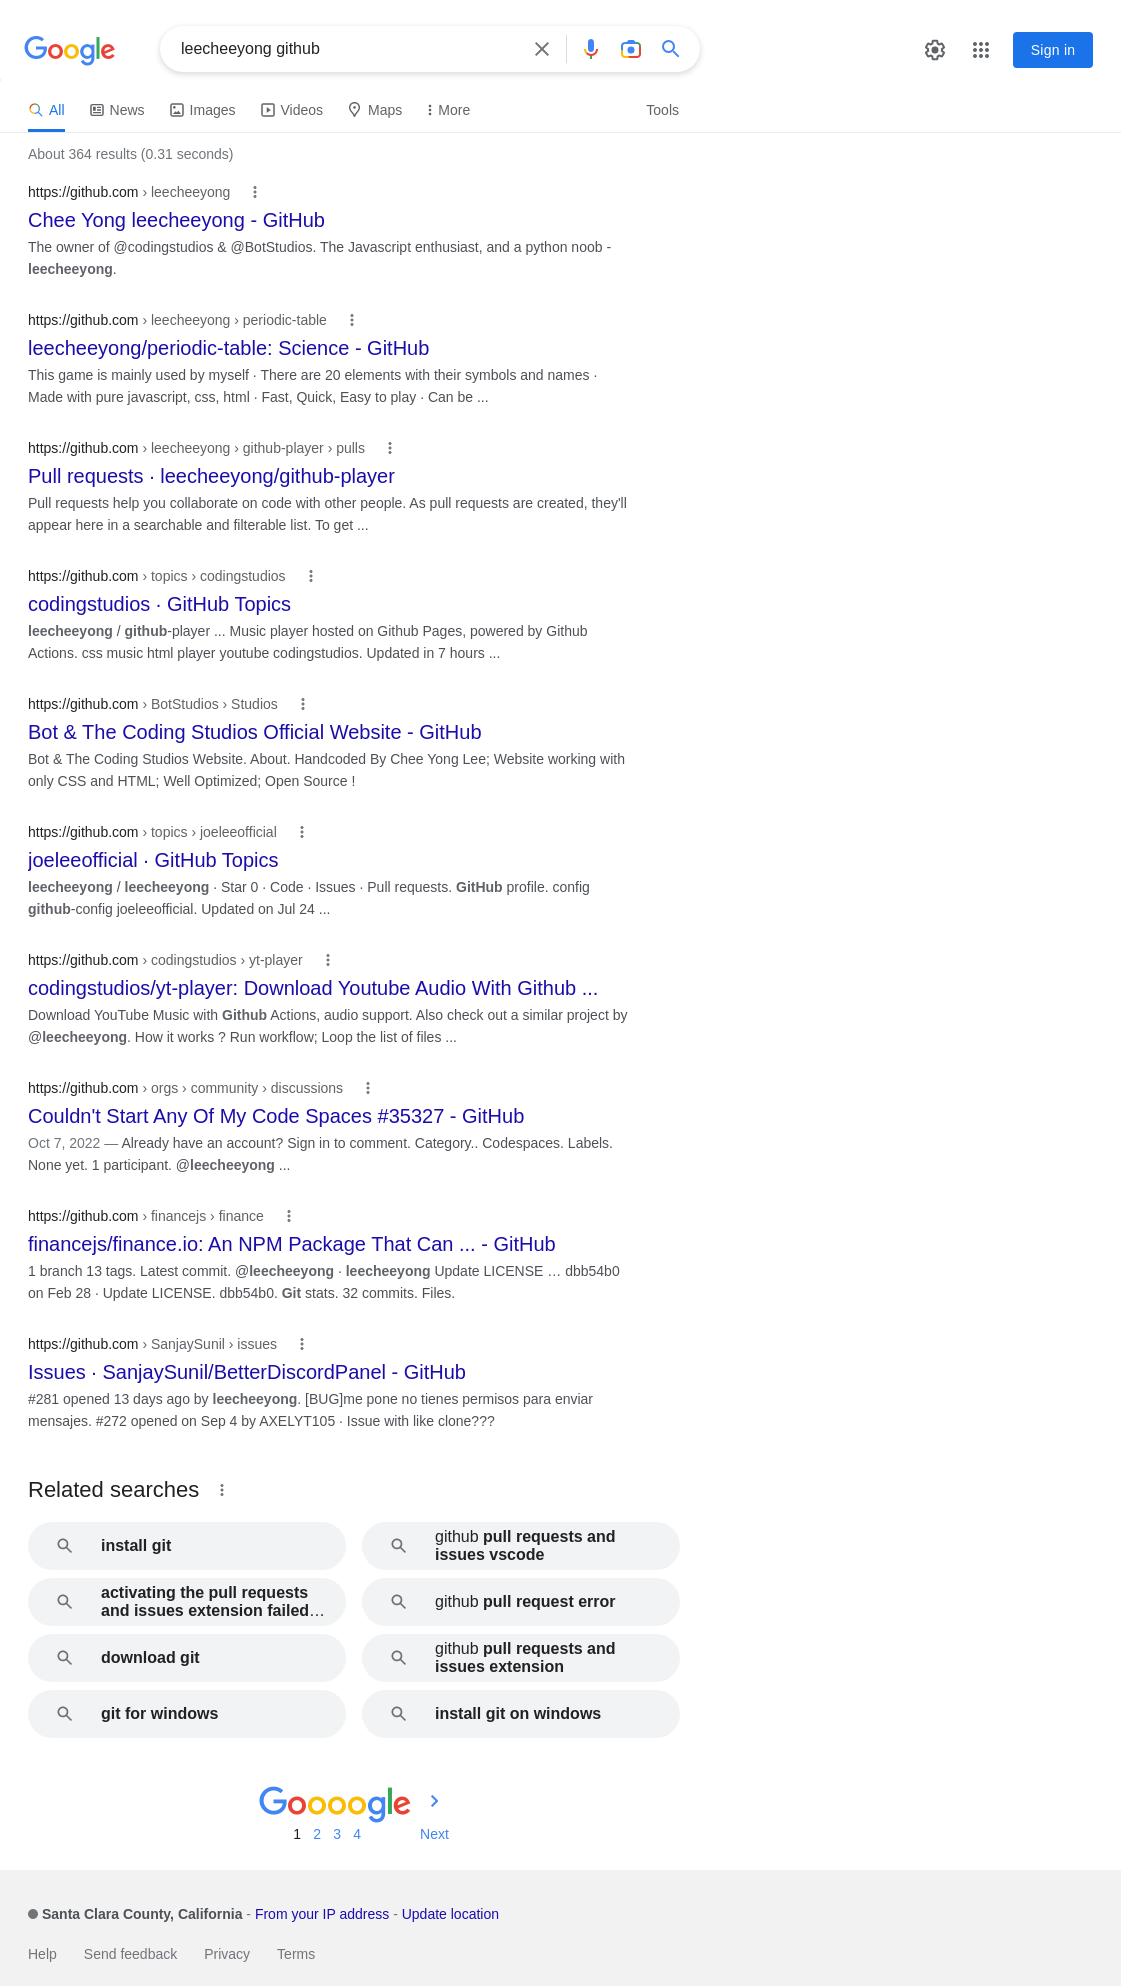 Google
leecheeyong github
Sign in
All News Images Videos Maps More Tools
About 364 results (0.31 seconds)
https://github.com › leecheeyong
Chee Yong leecheeyong - GitHub
The owner of @codingstudios & @BotStudios. The Javascript enthusiast, and a python noob -
leecheeyong.
https://github.com › leecheeyong › periodic-table
leecheeyong/periodic-table: Science - GitHub
This game is mainly used by myself · There are 20 elements with their symbols and names ·
Made with pure javascript, css, html · Fast, Quick, Easy to play · Can be ...
https://github.com › leecheeyong › github-player › pulls
Pull requests · leecheeyong/github-player
Pull requests help you collaborate on code with other people. As pull requests are created, they'll
appear here in a searchable and filterable list. To get ...
https://github.com › topics › codingstudios
codingstudios · GitHub Topics
leecheeyong / github-player ... Music player hosted on Github Pages, powered by Github
Actions. css music html player youtube codingstudios. Updated in 7 hours ...
https://github.com › BotStudios › Studios
Bot & The Coding Studios Official Website - GitHub
Bot & The Coding Studios Website. About. Handcoded By Chee Yong Lee; Website working with
only CSS and HTML; Well Optimized; Open Source !
https://github.com › topics › joeleeofficial
joeleeofficial · GitHub Topics
leecheeyong / leecheeyong · Star 0 · Code · Issues · Pull requests. GitHub profile. config
github-config joeleeofficial. Updated on Jul 24 ...
https://github.com › codingstudios › yt-player
codingstudios/yt-player: Download Youtube Audio With Github ...
Download YouTube Music with Github Actions, audio support. Also check out a similar project by
@leecheeyong. How it works ? Run workflow; Loop the list of files ...
https://github.com › orgs › community › discussions
Couldn't Start Any Of My Code Spaces #35327 - GitHub
Oct 7, 2022 — Already have an account? Sign in to comment. Category.. Codespaces. Labels.
None yet. 1 participant. @leecheeyong ...
https://github.com › financejs › finance
financejs/finance.io: An NPM Package That Can ... - GitHub
1 branch 13 tags. Latest commit. @leecheeyong · leecheeyong Update LICENSE … dbb54b0
on Feb 28 · Update LICENSE. dbb54b0. Git stats. 32 commits. Files.
https://github.com › SanjaySunil › issues
Issues · SanjaySunil/BetterDiscordPanel - GitHub
#281 opened 13 days ago by leecheeyong. [BUG]me pone no tienes permisos para enviar
mensajes. #272 opened on Sep 4 by AXELYT105 · Issue with like clone???
Related searches
install git
github pull requests and
issues vscode
activating the pull requests
and issues extension failed…
github pull request error
download git
github pull requests and
issues extension
git for windows
install git on windows
Goooogle
1 2 3 4 Next
Santa Clara County, California - From your IP address - Update location
Help Send feedback Privacy Terms